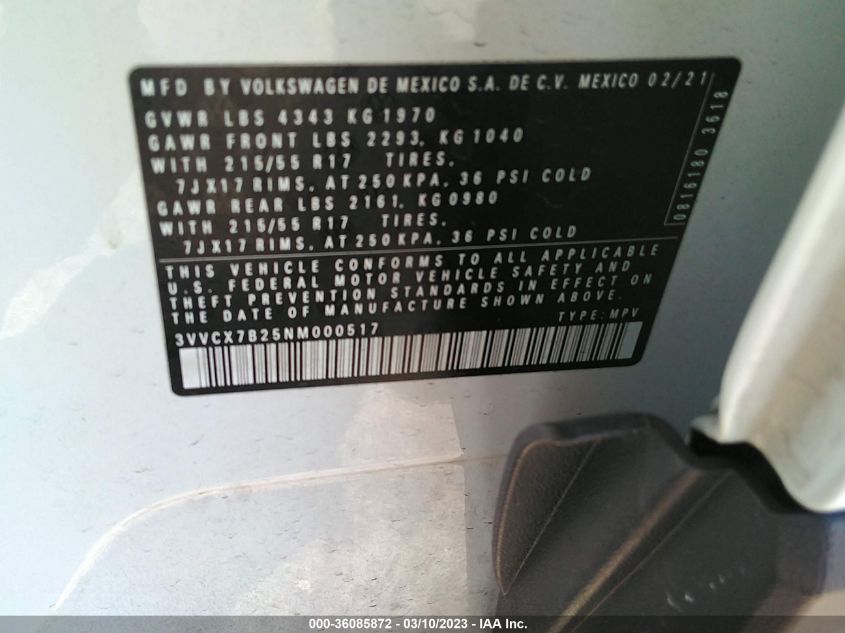 MFD BY VOLKSWAGEN DE MEXICO S.A. DE C.V. MEXICO 02/21
GVWR LBS 4343 KG 1970
GAWR FRONT LBS 2293, KG 1040
WITH 215/55 R17 TIRES,
7JX17 RIMS, AT 250 KPA, 36 PSI COLD
GAWR REAR LBS 2161, KG 0980
WITH 215/55 R17 TIRES,
7JX17 RIMS, AT 250 KPA, 36 PSI COLD
0816180 3618
THIS VEHICLE CONFORMS TO ALL APPLICABLE
U.S. FEDERAL MOTOR VEHICLE SAFETY AND
THEFT PREVENTION STANDARDS IN EFFECT ON
THE DATE OF MANUFACTURE SHOWN ABOVE.
3VVCX7B25NM000517 TYPE: MPV
000-36085872 — 03/10/2023 — IAA Inc.